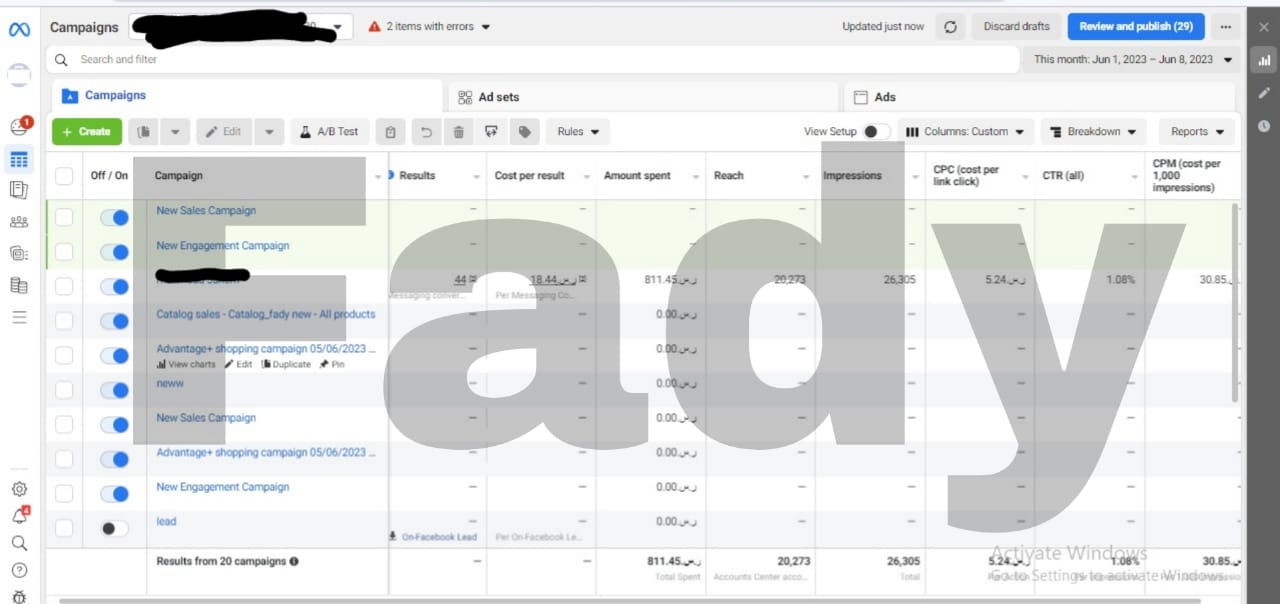 Campaigns
2 items with errors
Updated just now
Discard drafts
Review and publish (29)
Search and filter
This month: Jun 1, 2023 – Jun 8, 2023
Campaigns
Ad sets
Ads
1
+ Create
Edit
A/B Test
Rules
View Setup
Columns: Custom
Breakdown
Reports
Off / On
Campaign
Results
Cost per result
Amount spent
Reach
Impressions
CPC (cost per link click)
CTR (all)
CPM (cost per 1,000 impressions)
New Sales Campaign — — — — — — —
New Engagement Campaign — — — — — — —
44 [2] ر.س.18.44 [2] ر.س.811.45 20,273 26,305 ر.س.5.24 1.08% 30.85
Messaging conver... Per Messaging Co...
Catalog sales - Catalog_fady new - All products — — ر.س.0.00 — — — — —
Advantage+ shopping campaign 05/06/2023 ... — — ر.س.0.00 — — — — —
View charts Edit Duplicate Pin
neww — — ر.س.0.00 — — — — —
New Sales Campaign — — ر.س.0.00 — — — — —
Advantage+ shopping campaign 05/06/2023 ... — — ر.س.0.00 — — — — —
New Engagement Campaign — — ر.س.0.00 — — — — —
lead — — ر.س.0.00 — — — — —
On-Facebook Lead Per On-Facebook Le...
Results from 20 campaigns — — ر.س.811.45 20,273 26,305 ر.س.5.24 1.08% 30.85
Total Spent Accounts Center acco... Total Per Action Per Impressions
4
Fady
Activate Windows
Go to Settings to activate Windows.